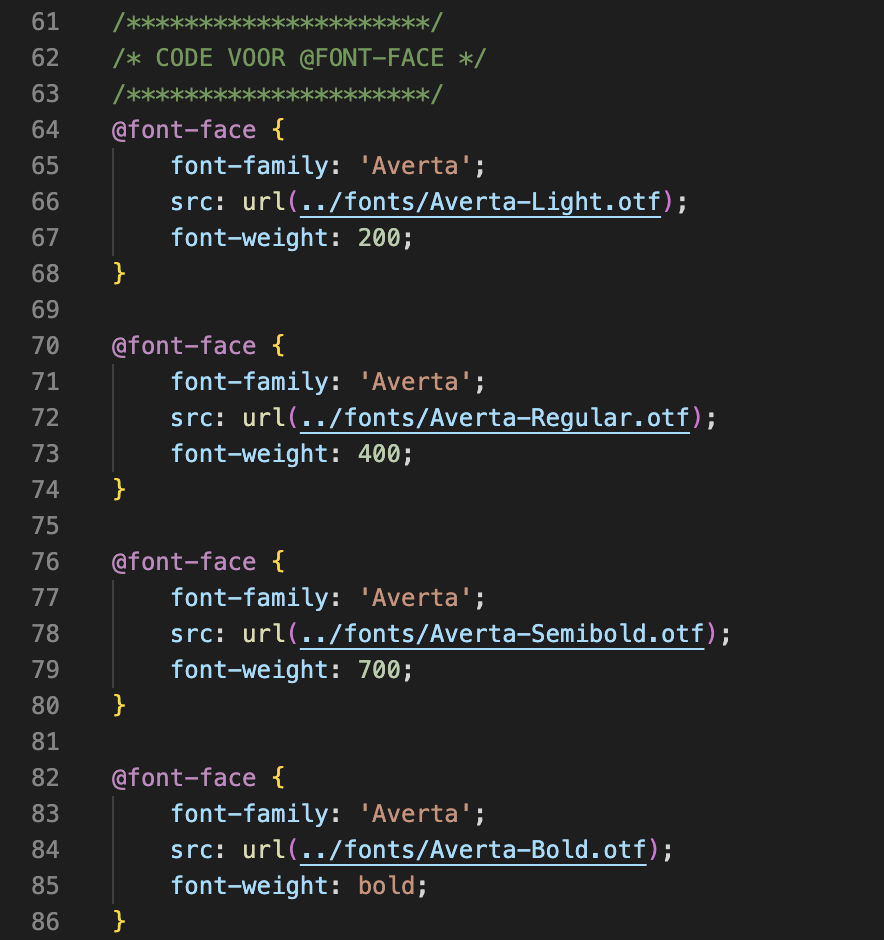 61 /*********************/
62 /* CODE VOOR @FONT-FACE */
63 /*********************/
64 @font-face {
65     font-family: 'Averta';
66     src: url(../fonts/Averta-Light.otf);
67     font-weight: 200;
68 }
69
70 @font-face {
71     font-family: 'Averta';
72     src: url(../fonts/Averta-Regular.otf);
73     font-weight: 400;
74 }
75
76 @font-face {
77     font-family: 'Averta';
78     src: url(../fonts/Averta-Semibold.otf);
79     font-weight: 700;
80 }
81
82 @font-face {
83     font-family: 'Averta';
84     src: url(../fonts/Averta-Bold.otf);
85     font-weight: bold;
86 }